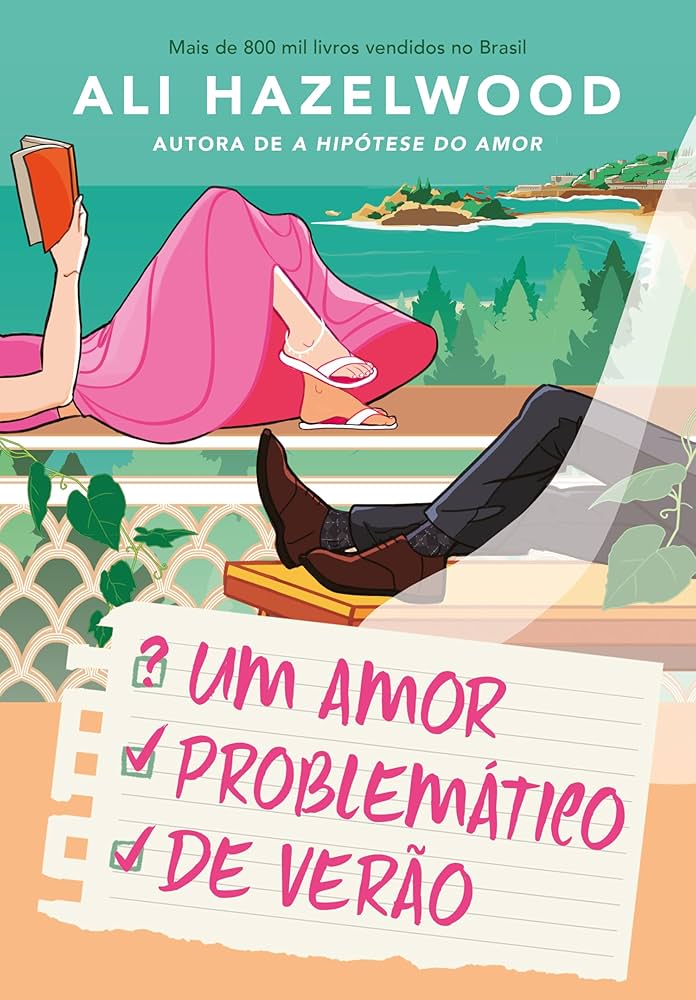 Mais de 800 mil livros vendidos no Brasil
ALI HAZELWOOD
AUTORA DE A HIPÓTESE DO AMOR
? UM AMOR
✓ PROBLEMÁTICO
✓ DE VERÃO